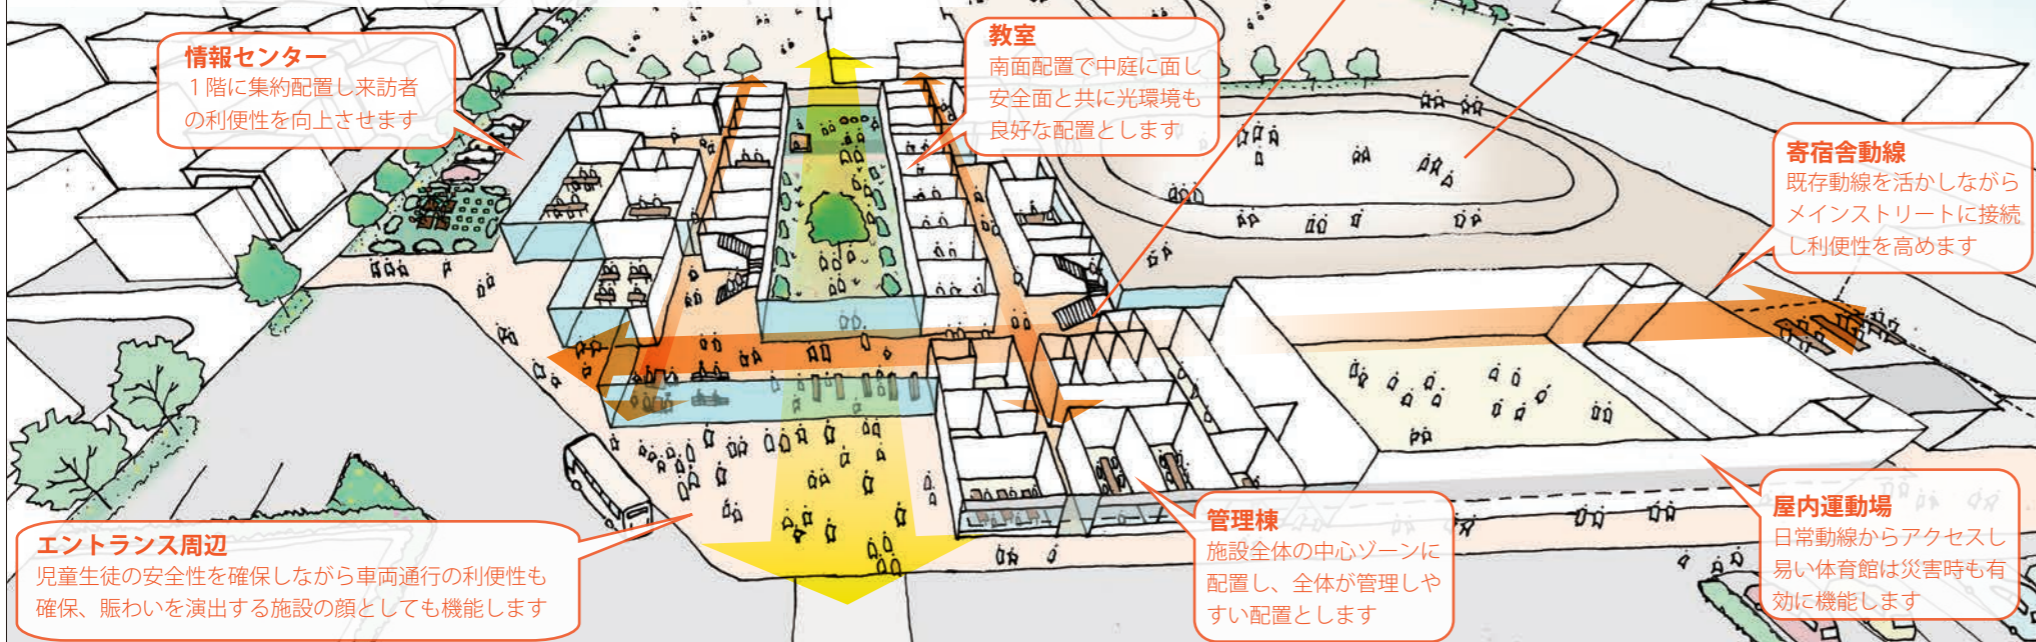 情報センター
１階に集約配置し来訪者
の利便性を向上させます
教室
南面配置で中庭に面し
安全面と共に光環境も
良好な配置とします
寄宿舎動線
既存動線を活かしながら
メインストリートに接続
し利便性を高めます
エントランス周辺
児童生徒の安全性を確保しながら車両通行の利便性も
確保、賑わいを演出する施設の顔としても機能します
管理棟
施設全体の中心ゾーンに
配置し、全体が管理しや
すい配置とします
屋内運動場
日常動線からアクセスし
易い体育館は災害時も有
効に機能します